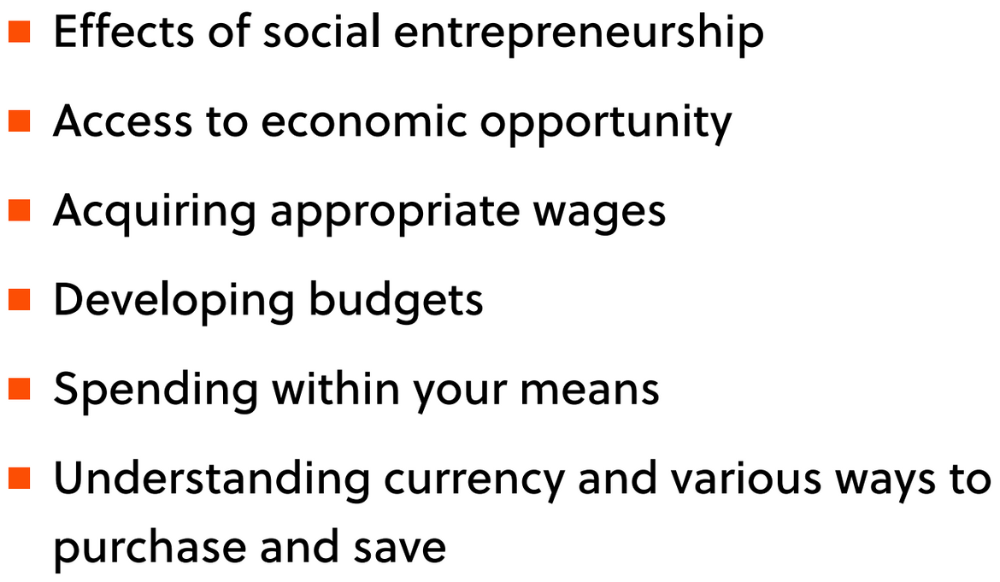 Effects of social entrepreneurship
Access to economic opportunity
Acquiring appropriate wages
Developing budgets
Spending within your means
Understanding currency and various ways to
purchase and save